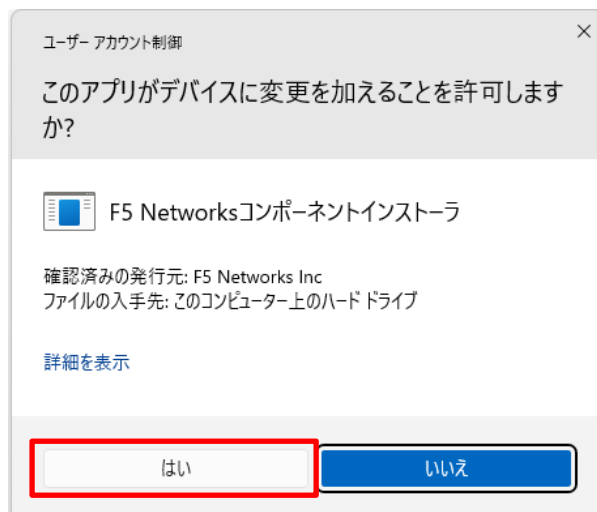 ユーザー アカウント制御
このアプリがデバイスに変更を加えることを許可します
か?
F5 Networksコンポーネントインストーラ
確認済みの発行元: F5 Networks Inc
ファイルの入手先: このコンピューター上のハード ドライブ
詳細を表示
はい
いいえ